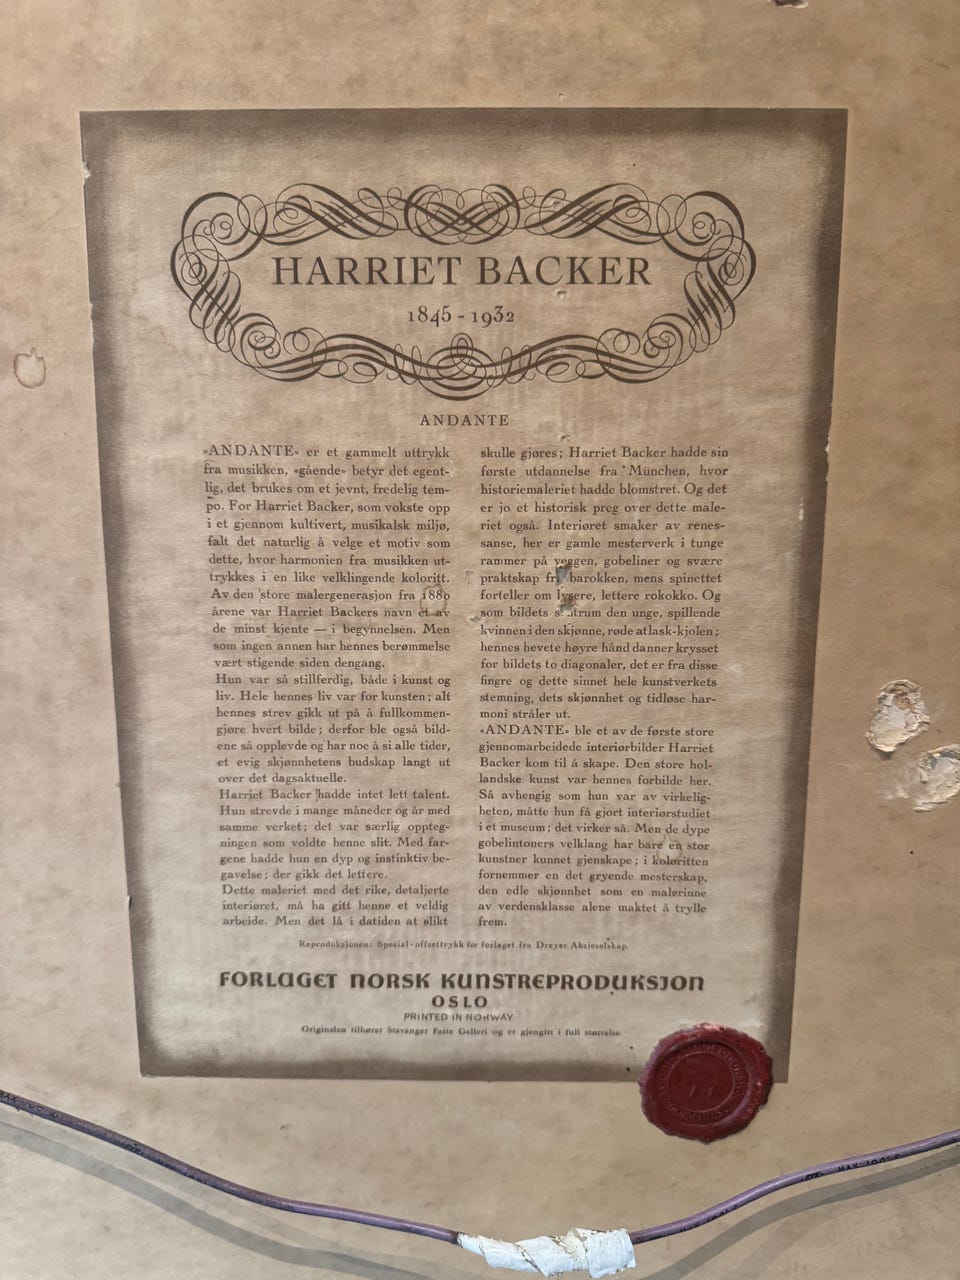 HARRIET BACKER
1845 - 1932
ANDANTE
«ANDANTE» er et gammelt uttrykk
fra musikken, «gående» betyr det egent-
lig, det brukes om et jevnt, fredelig tem-
po. For Harriet Backer, som vokste opp
i et gjennom kultivert, musikalsk miljø,
falt det naturlig å velge et motiv som
dette, hvor harmonien fra musikken ut-
trykkes i en like velklingende koloritt.
Av den store malergenerasjon fra 1880
årene var Harriet Backers navn et av
de minst kjente — i begynnelsen. Men
som ingen annen har hennes berømmelse
vært stigende siden dengang.
Hun var så stillferdig, både i kunst og
liv. Hele hennes liv var for kunsten; alt
hennes strev gikk ut på å fullkommen-
gjøre hvert bilde; derfor ble også bild-
ene så opplevde og har noe å si alle tider,
et evig skjønnhetens budskap langt ut
over det dagsaktuelle.
Harriet Backer hadde intet lett talent.
Hun strevde i mange måneder og år med
samme verket; det var særlig oppteg-
ningen som voldte henne slit. Med far-
gene hadde hun en dyp og instinktiv be-
gavelse; der gikk det lettere.
Dette maleriet med det rike, detaljerte
interiøret, må ha gitt henne et veldig
arbeide. Men det lå i datiden at slikt
skulle gjøres; Harriet Backer hadde sin
første utdannelse fra München, hvor
historiemaleriet hadde blomstret. Og det
er jo et historisk preg over dette male-
riet også. Interiøret smaker av renes-
sanse, her er gamle mesterverk i tunge
rammer på veggen, gobeliner og svære
praktskap fra barokken, mens spinettet
forteller om lysere, lettere rokokko. Og
som bildets sentrum den unge, spillende
kvinnen i den skjønne, røde atlask-kjolen;
hennes hevete høyre hånd danner krysset
for bildets to diagonaler, det er fra disse
fingre og dette sinnet hele kunstverkets
stemning, dets skjønnhet og tidløse har-
moni stråler ut.
«ANDANTE» ble et av de første store
gjennomarbeidede interiørbilder Harriet
Backer kom til å skape. Den store hol-
landske kunst var hennes forbilde her.
Så avhengig som hun var av virkelig-
heten, måtte hun få gjort interiørstudiet
i et museum; det virker så. Men de dype
gobelintoners velklang har bare en stor
kunstner kunnet gjenskape; i koloritten
fornemmer en det gryende mesterskap,
den edle skjønnhet som en malerinne
av verdensklasse alene maktet å trylle
frem.
Reproduksjonen: Spesial-offsettrykk for forlaget fra Dreyer Aksjeselskap.
FORLAGET NORSK KUNSTREPRODUKSJON
OSLO
PRINTED IN NORWAY.
Originalen tilhører Stavanger Faste Galleri og er gjengitt i full størrelse.